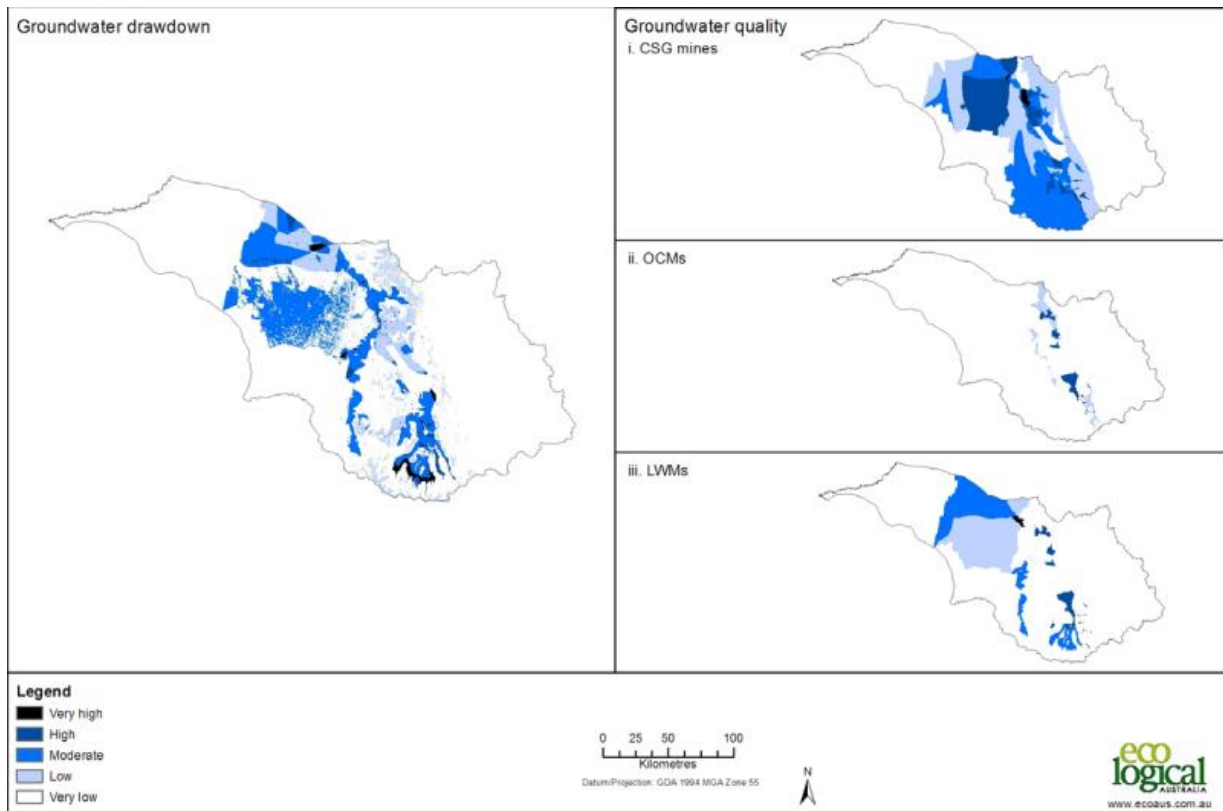 Groundwater drawdown
Groundwater quality
i. CSG mines
ii. OCMs
iii. LWMs
Legend
Very high
High
Moderate
Low
Very low
0 25 50 100
Kilometres
Datum/Projection: GDA 1994 MGA Zone 55
N
eco
logical
AUSTRALIA
www.ecoaus.com.au